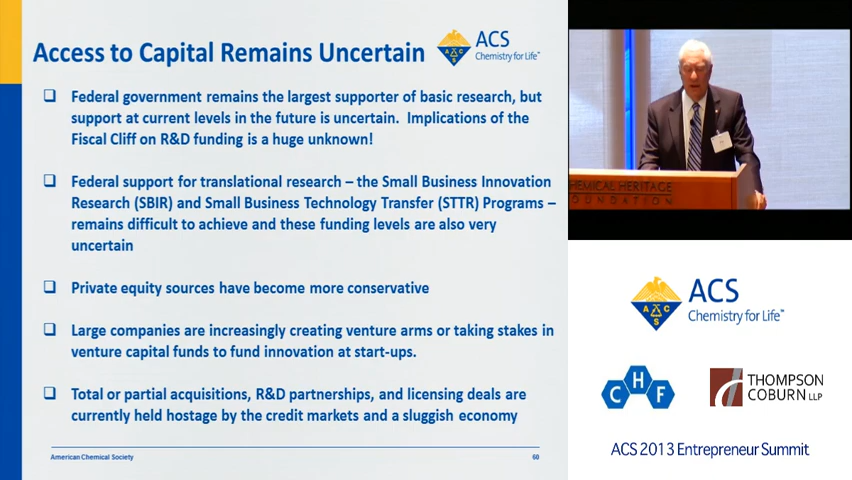 Access to Capital Remains Uncertain
ACS
Chemistry for Life™
A C S
❑ Federal government remains the largest supporter of basic research, but
support at current levels in the future is uncertain. Implications of the
Fiscal Cliff on R&D funding is a huge unknown!
❑ Federal support for translational research – the Small Business Innovation
Research (SBIR) and Small Business Technology Transfer (STTR) Programs –
remains difficult to achieve and these funding levels are also very
uncertain
❑ Private equity sources have become more conservative
❑ Large companies are increasingly creating venture arms or taking stakes in
venture capital funds to fund innovation at start-ups.
❑ Total or partial acquisitions, R&D partnerships, and licensing deals are
currently held hostage by the credit markets and a sluggish economy
American Chemical Society
60
HEMICAL HERITAGE
OUNDATION
A C S
ACS
Chemistry for Life™
C H F
THOMPSON
COBURN LLP
ACS 2013 Entrepreneur Summit